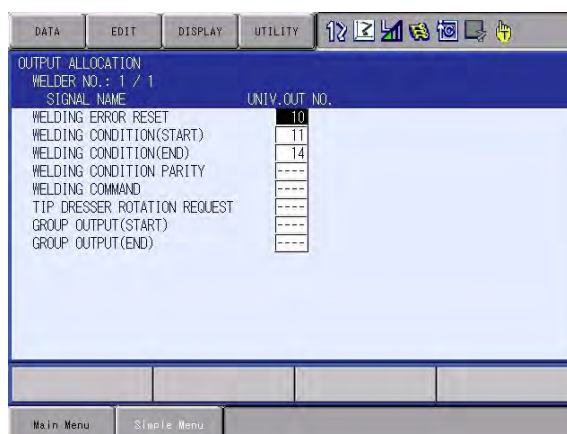 DATA EDIT DISPLAY UTILITY
OUTPUT ALLOCATION
WELDER NO.: 1 / 1
SIGNAL NAME UNIV.OUT NO.
WELDING ERROR RESET 10
WELDING CONDITION(START) 11
WELDING CONDITION(END) 14
WELDING CONDITION PARITY ----
WELDING COMMAND ----
TIP DRESSER ROTATION REQUEST ----
GROUP OUTPUT(START) ----
GROUP OUTPUT(END) ----
Main Menu Simple Menu